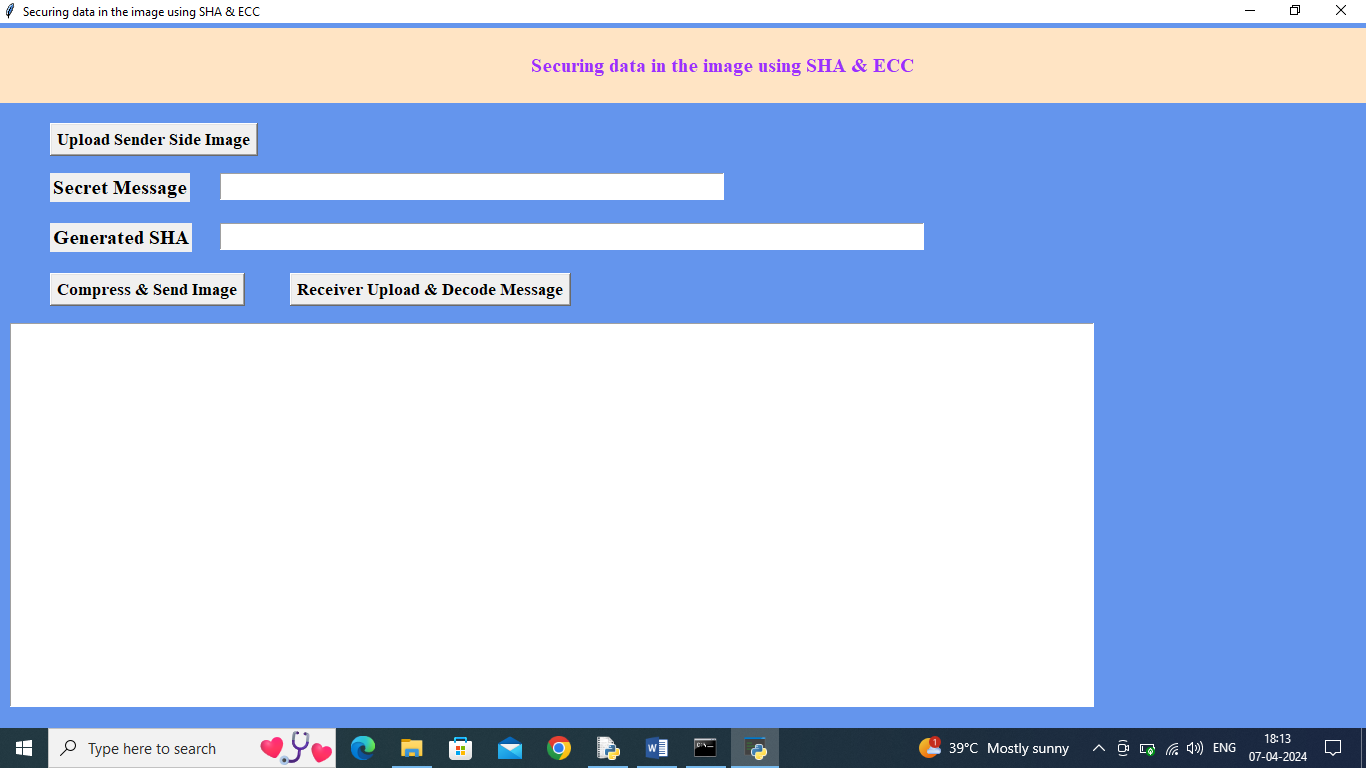 Securing data in the image using SHA & ECC
Securing data in the image using SHA & ECC
Upload Sender Side Image
Secret Message
Generated SHA
Compress & Send Image
Receiver Upload & Decode Message
Type here to search
1
39°C Mostly sunny
ENG
18:13
07-04-2024